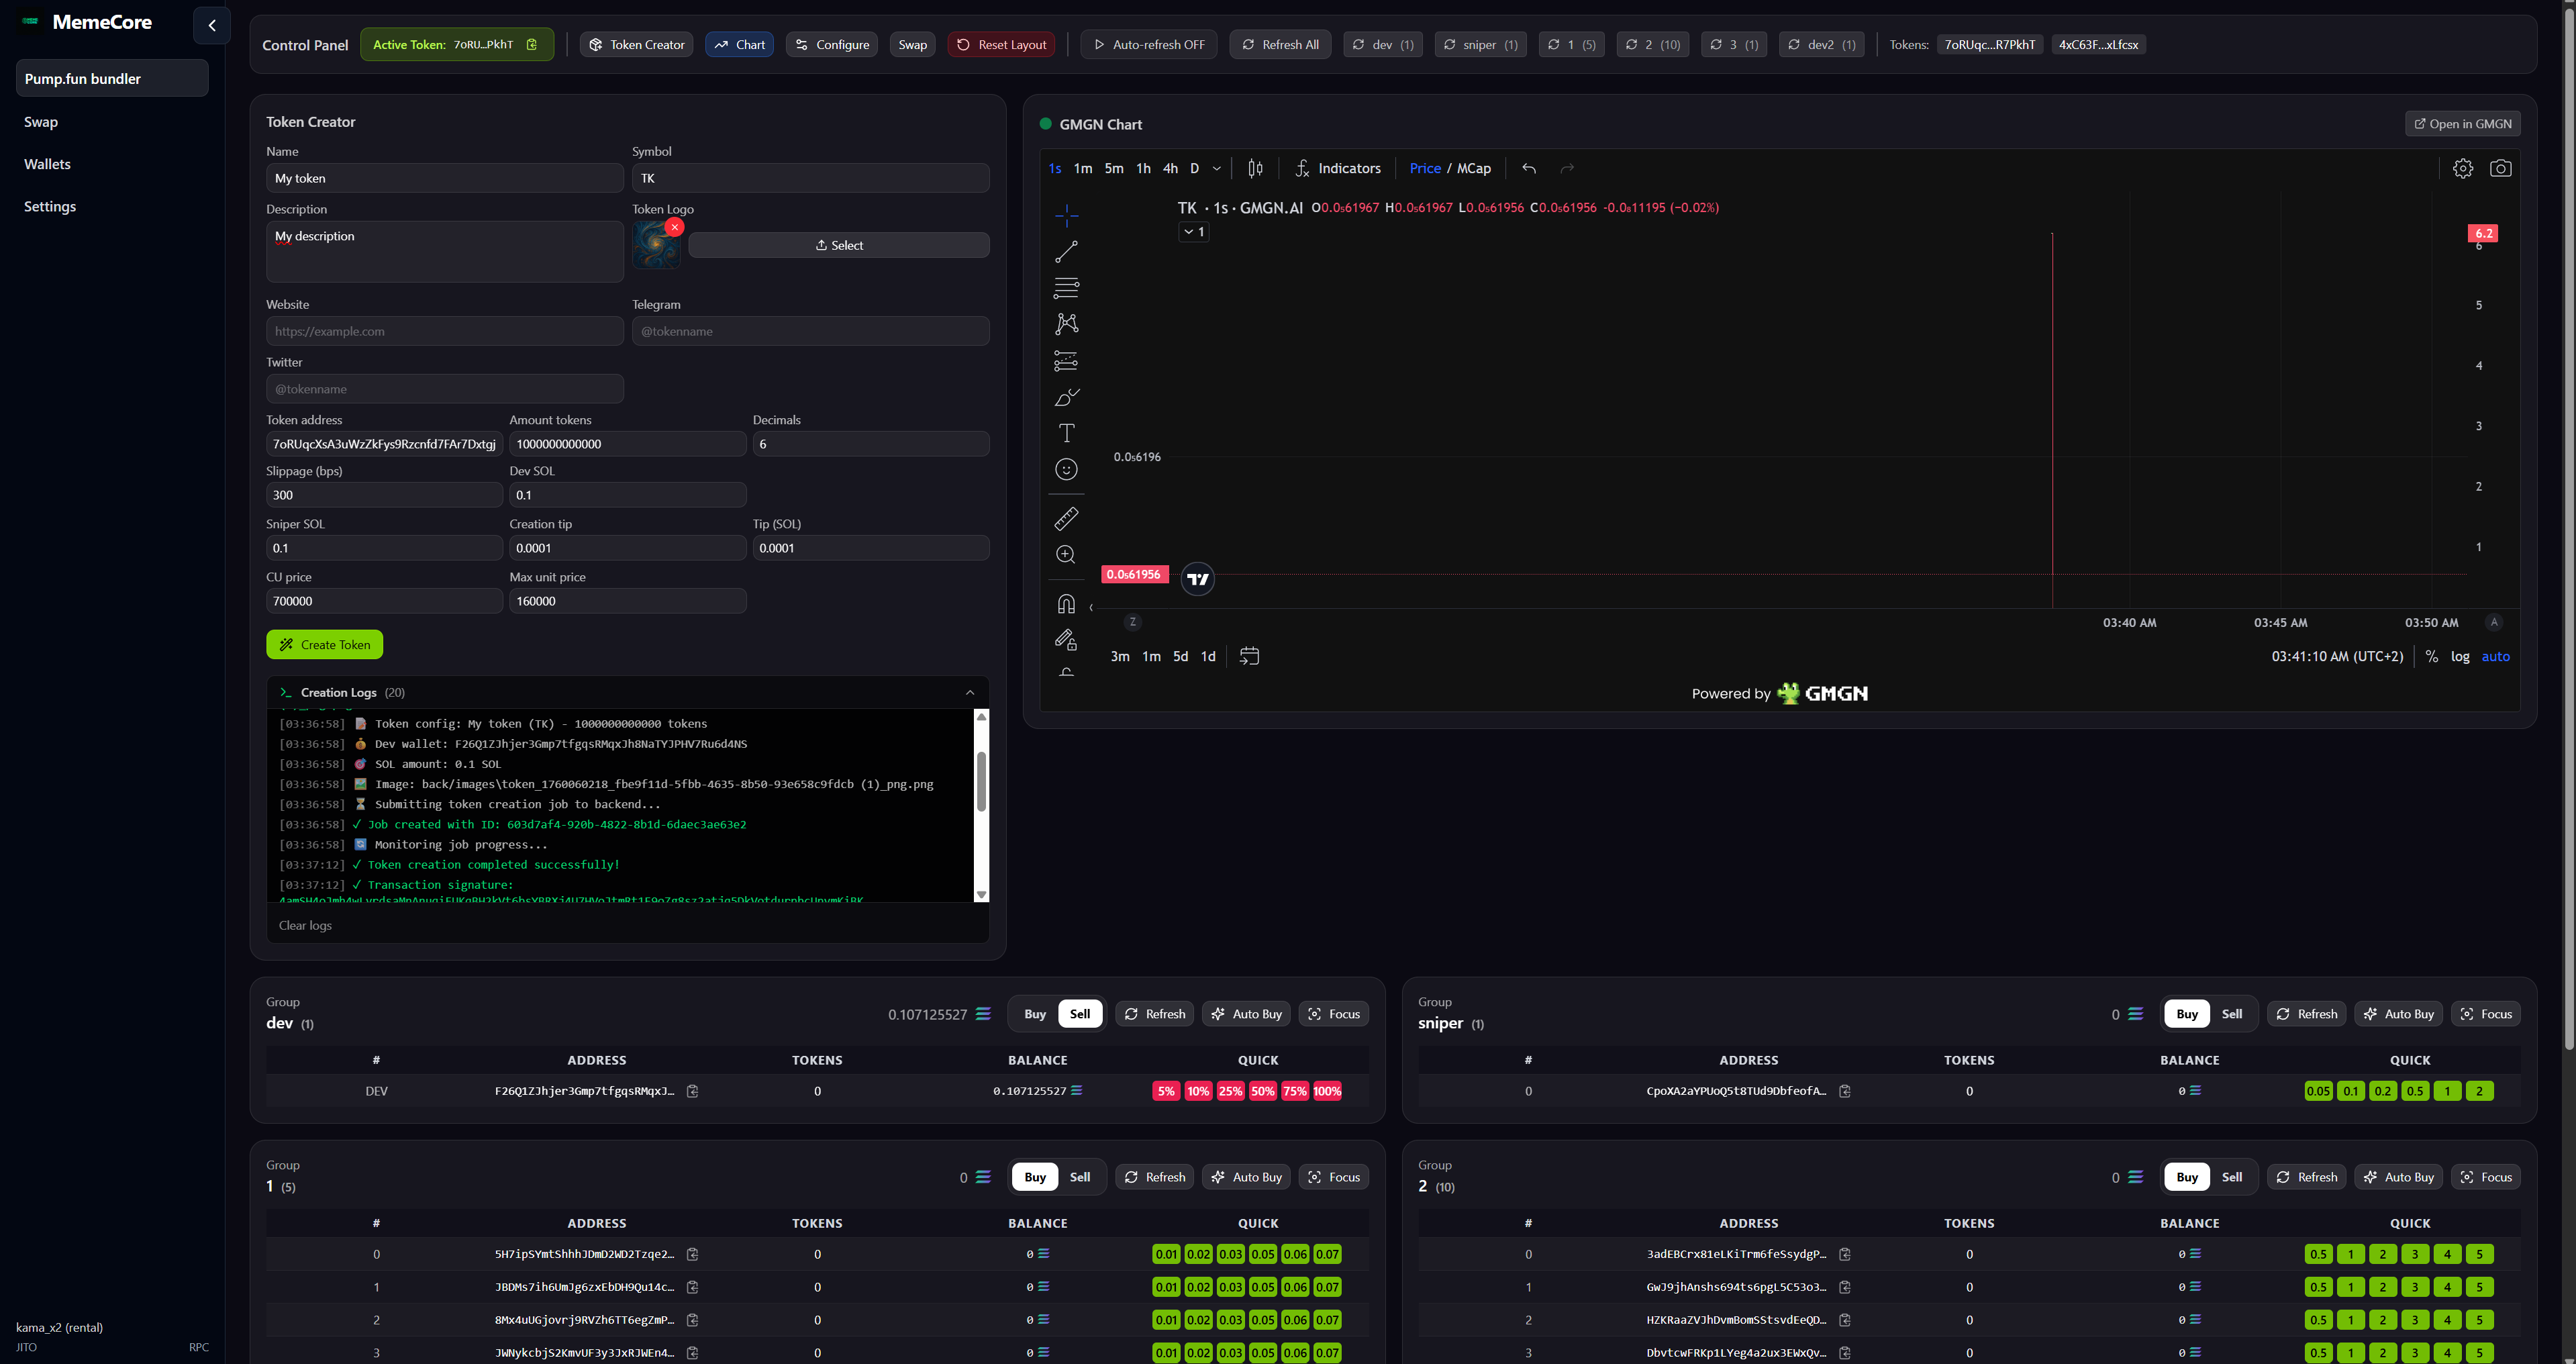 MemeCore
Pump.fun bundler
Swap
Wallets
Settings
kama_x2 (rental)
JITO RPC
Control Panel Active Token: 7oRU...PkhT Token Creator Chart Configure Swap Reset Layout Auto-refresh OFF Refresh All dev (1) sniper (1) 1 (5) 2 (10) 3 (1) dev2 (1) Tokens: 7oRUqc...R7PkhT 4xC63F...xLfcsx
Token Creator
Name Symbol
My token TK
Description Token Logo
My description Select
Website Telegram
https://example.com @tokenname
Twitter
@tokenname
Token address Amount tokens Decimals
7oRUqcXsA3uWzZkFys9Rzcnfd7FAr7Dxtgj 1000000000000 6
Slippage (bps) Dev SOL
300 0.1
Sniper SOL Creation tip Tip (SOL)
0.1 0.0001 0.0001
CU price Max unit price
700000 160000
Create Token
Creation Logs (20)
[03:36:58] Token config: My token (TK) - 1000000000000 tokens
[03:36:58] Dev wallet: F26Q1ZJhjer3Gmp7tfgqsRMqxJh8NaTYJPHV7Ru6d4NS
[03:36:58] SOL amount: 0.1 SOL
[03:36:58] Image: back/images\token_1760060218_fbe9f11d-5fbb-4635-8b50-93e658c9fdcb (1)_png.png
[03:36:58] Submitting token creation job to backend...
[03:36:58] ✓ Job created with ID: 603d7af4-920b-4822-8b1d-6daec3ae63e2
[03:36:58] Monitoring job progress...
[03:37:12] ✓ Token creation completed successfully!
[03:37:12] ✓ Transaction signature:
Clear logs
GMGN Chart Open in GMGN
1s 1m 5m 1h 4h D Indicators Price / MCap
TK · 1s · GMGN.AI O0.0₅61967 H0.0₅61967 L0.0₅61956 C0.0₅61956 -0.0₈11195 (−0.02%)
1
6.2
6
5
4
3
0.0₅6196
2
1
0.0₅61956
Z 03:40 AM 03:45 AM 03:50 AM A
3m 1m 5d 1d 03:41:10 AM (UTC+2) % log auto
Powered by GMGN
Group
dev (1) 0.107125527 Buy Sell Refresh Auto Buy Focus
# ADDRESS TOKENS BALANCE QUICK
DEV F26Q1ZJhjer3Gmp7tfgqsRMqxJ... 0 0.107125527 5% 10% 25% 50% 75% 100%
Group
sniper (1) 0 Buy Sell Refresh Auto Buy Focus
# ADDRESS TOKENS BALANCE QUICK
0 CpoXA2aYPUoQ5t8TUd9DbfeofA... 0 0 0.05 0.1 0.2 0.5 1 2
Group
1 (5) 0 Buy Sell Refresh Auto Buy Focus
# ADDRESS TOKENS BALANCE QUICK
0 5H7ipSYmtShhhJDmD2WD2Tzqe2... 0 0 0.01 0.02 0.03 0.05 0.06 0.07
1 JBDMs7ih6UmJg6zxEbDH9Qu14c... 0 0 0.01 0.02 0.03 0.05 0.06 0.07
2 8Mx4uUGjovrj9RVZh6TT6egZmP... 0 0 0.01 0.02 0.03 0.05 0.06 0.07
3 JWNykcbjS2KmvUF3y3JxRJWEn4... 0 0 0.01 0.02 0.03 0.05 0.06 0.07
Group
2 (10) 0 Buy Sell Refresh Auto Buy Focus
# ADDRESS TOKENS BALANCE QUICK
0 3adEBCrx81eLKiTrm6feSsydgP... 0 0 0.5 1 2 3 4 5
1 GwJ9jhAnshs694ts6pgL5C53o3... 0 0 0.5 1 2 3 4 5
2 HZKRaaZVJhDvmBomSStsvdEeQD... 0 0 0.5 1 2 3 4 5
3 DbvtcwFRKp1LYeg4a2ux3EWxQv... 0 0 0.5 1 2 3 4 5